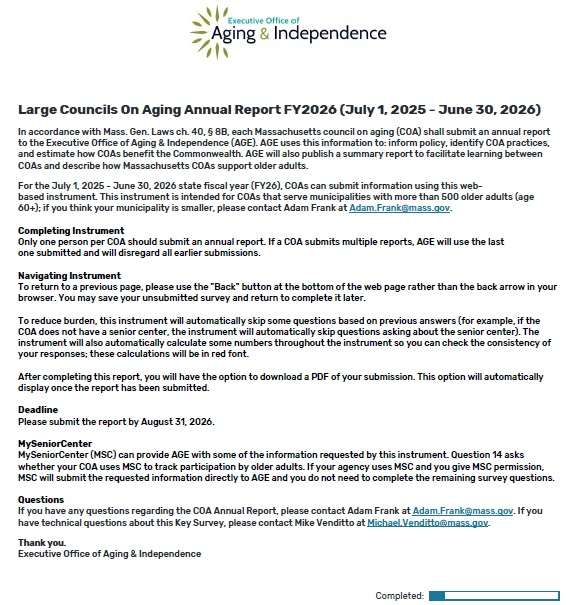 Executive Office of
Aging & Independence
Large Councils On Aging Annual Report FY2026 (July 1, 2025 - June 30, 2026)
In accordance with Mass. Gen. Laws ch. 40, § 8B, each Massachusetts council on aging (COA) shall submit an annual report
to the Executive Office of Aging & Independence (AGE). AGE uses this information to: inform policy, identify COA practices,
and estimate how COAs benefit the Commonwealth. AGE will also publish a summary report to facilitate learning between
COAs and describe how Massachusetts COAs support older adults.
For the July 1, 2025 - June 30, 2026 state fiscal year (FY26), COAs can submit information using this web-
based instrument. This instrument is intended for COAs that serve municipalities with more than 500 older adults (age
60+); if you think your municipality is smaller, please contact Adam Frank at Adam.Frank@mass.gov.
Completing Instrument
Only one person per COA should submit an annual report. If a COA submits multiple reports, AGE will use the last
one submitted and will disregard all earlier submissions.
Navigating Instrument
To return to a previous page, please use the "Back" button at the bottom of the web page rather than the back arrow in your
browser. You may save your unsubmitted survey and return to complete it later.
To reduce burden, this instrument will automatically skip some questions based on previous answers (for example, if the
COA does not have a senior center, the instrument will automatically skip questions asking about the senior center). The
instrument will also automatically calculate some numbers throughout the instrument so you can check the consistency of
your responses; these calculations will be in red font.
After completing this report, you will have the option to download a PDF of your submission. This option will automatically
display once the report has been submitted.
Deadline
Please submit the report by August 31, 2026.
MySeniorCenter
MySeniorCenter (MSC) can provide AGE with some of the information requested by this instrument. Question 14 asks
whether your COA uses MSC to track participation by older adults. If your agency uses MSC and you give MSC permission,
MSC will submit the requested information directly to AGE and you do not need to complete the remaining survey questions.
Questions
If you have any questions regarding the COA Annual Report, please contact Adam Frank at Adam.Frank@mass.gov. If you
have technical questions about this Key Survey, please contact Mike Venditto at Michael.Venditto@mass.gov.
Thank you.
Executive Office of Aging & Independence
Completed: